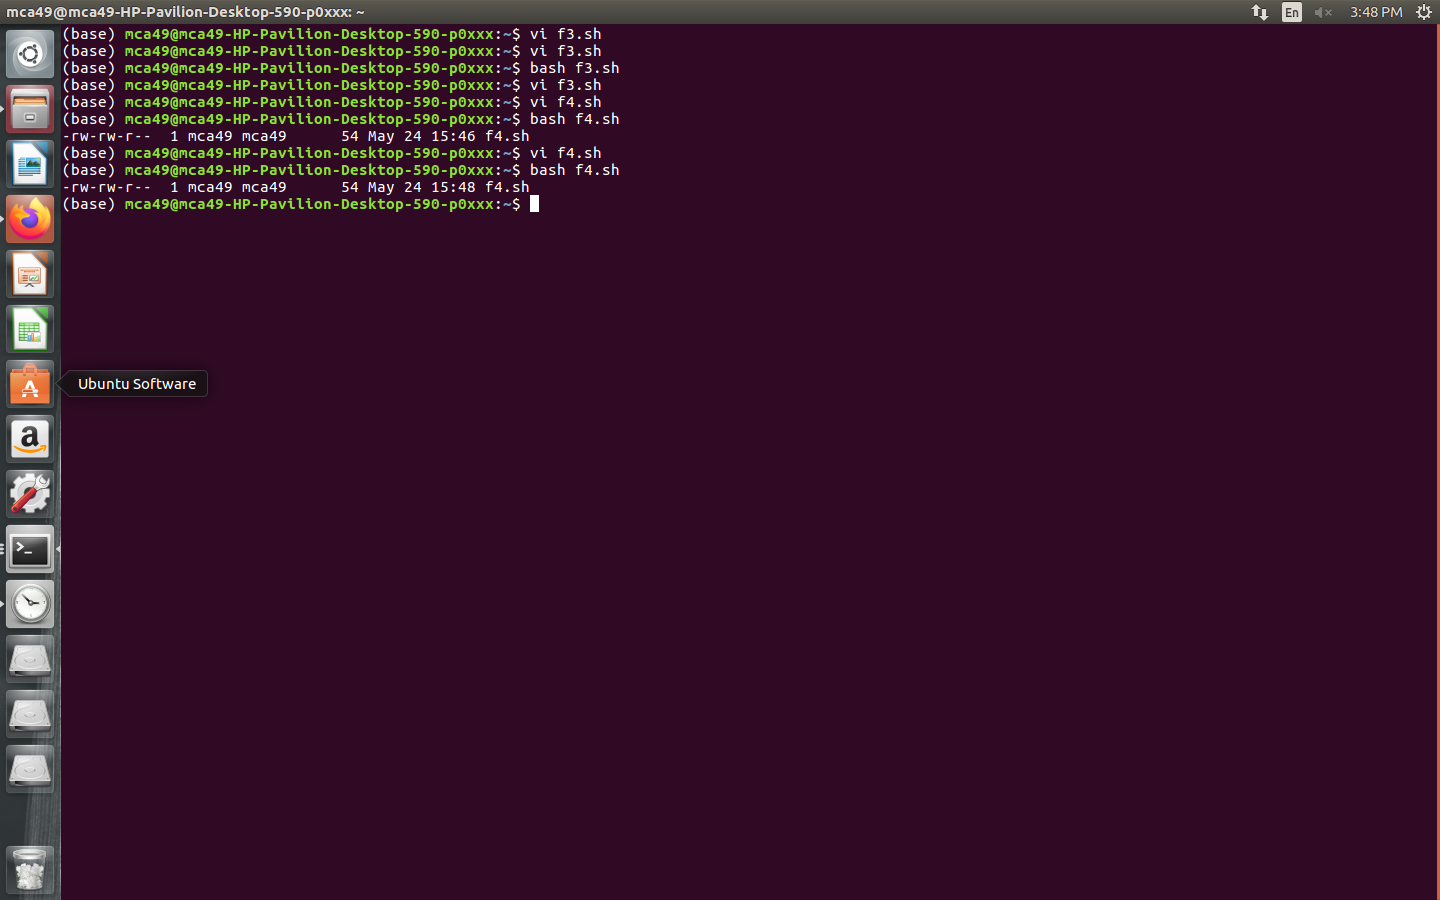 mca49@mca49-HP-Pavilion-Desktop-590-p0xxx: ~
En
3:48 PM
(base) mca49@mca49-HP-Pavilion-Desktop-590-p0xxx:~$ vi f3.sh
(base) mca49@mca49-HP-Pavilion-Desktop-590-p0xxx:~$ vi f3.sh
(base) mca49@mca49-HP-Pavilion-Desktop-590-p0xxx:~$ bash f3.sh
(base) mca49@mca49-HP-Pavilion-Desktop-590-p0xxx:~$ vi f3.sh
(base) mca49@mca49-HP-Pavilion-Desktop-590-p0xxx:~$ vi f4.sh
(base) mca49@mca49-HP-Pavilion-Desktop-590-p0xxx:~$ bash f4.sh
-rw-rw-r--  1 mca49 mca49      54 May 24 15:46 f4.sh
(base) mca49@mca49-HP-Pavilion-Desktop-590-p0xxx:~$ vi f4.sh
(base) mca49@mca49-HP-Pavilion-Desktop-590-p0xxx:~$ bash f4.sh
-rw-rw-r--  1 mca49 mca49      54 May 24 15:48 f4.sh
(base) mca49@mca49-HP-Pavilion-Desktop-590-p0xxx:~$
Ubuntu Software